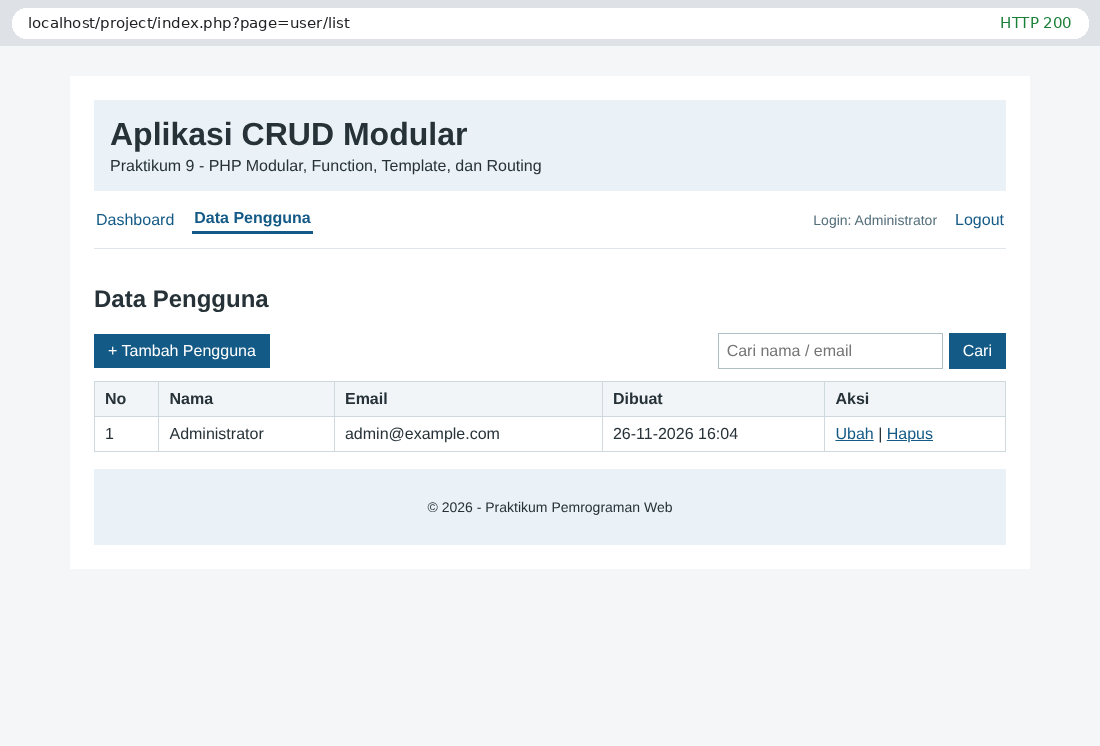 localhost/project/index.php?page=user/list HTTP 200
Aplikasi CRUD Modular
Praktikum 9 - PHP Modular, Function, Template, dan Routing
Dashboard Data Pengguna Login: Administrator Logout
Data Pengguna
+ Tambah Pengguna Cari nama / email Cari
No Nama Email Dibuat Aksi
1 Administrator admin@example.com 26-11-2026 16:04 Ubah | Hapus
© 2026 - Praktikum Pemrograman Web